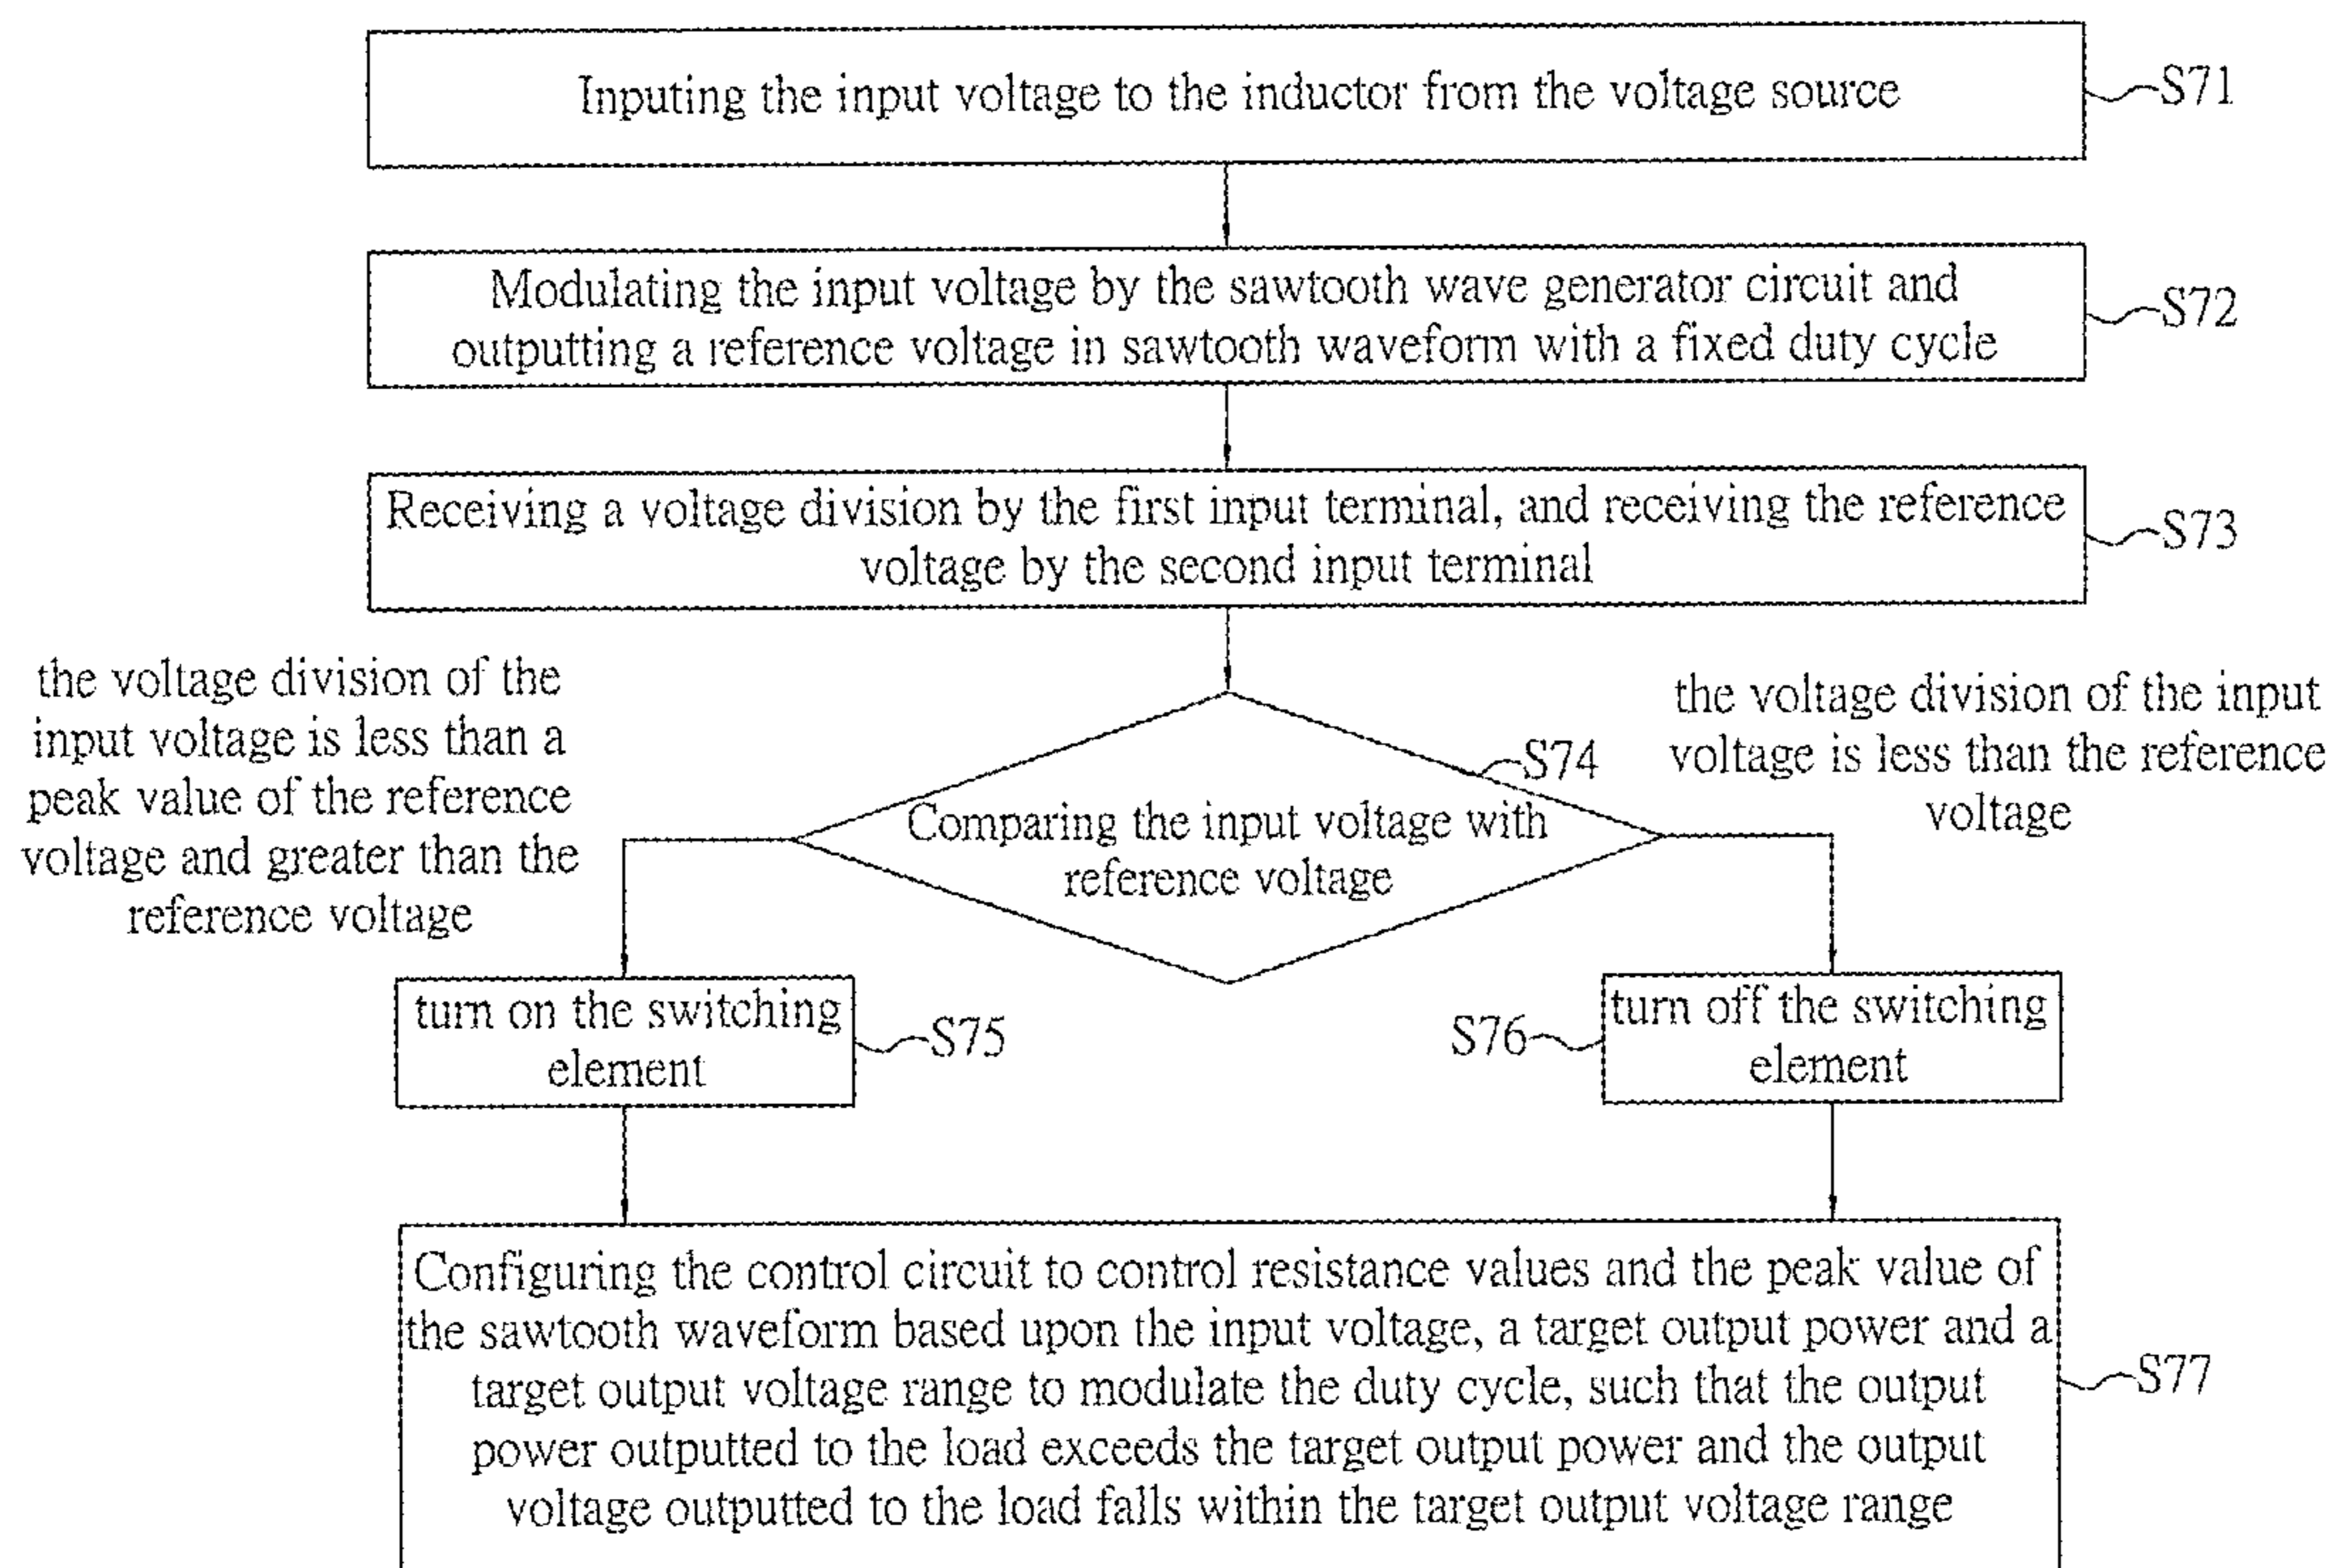 Inputing the input voltage to the inductor from the voltage source
S71
Modulating the input voltage by the sawtooth wave generator circuit and
outputting a reference voltage in sawtooth waveform with a fixed duty cycle
S72
Receiving a voltage division by the first input terminal, and receiving the reference
voltage by the second input terminal
S73
the voltage division of the
input voltage is less than a
peak value of the reference
voltage and greater than the
reference voltage
S74
Comparing the input voltage with
reference voltage
the voltage division of the input
voltage is less than the reference
voltage
turn on the switching
element
S75
S76
turn off the switching
element
Configuring the control circuit to control resistance values and the peak value of
the sawtooth waveform based upon the input voltage, a target output power and a
target output voltage range to modulate the duty cycle, such that the output
power outputted to the load exceeds the target output power and the output
voltage outputted to the load falls within the target output voltage range
S77